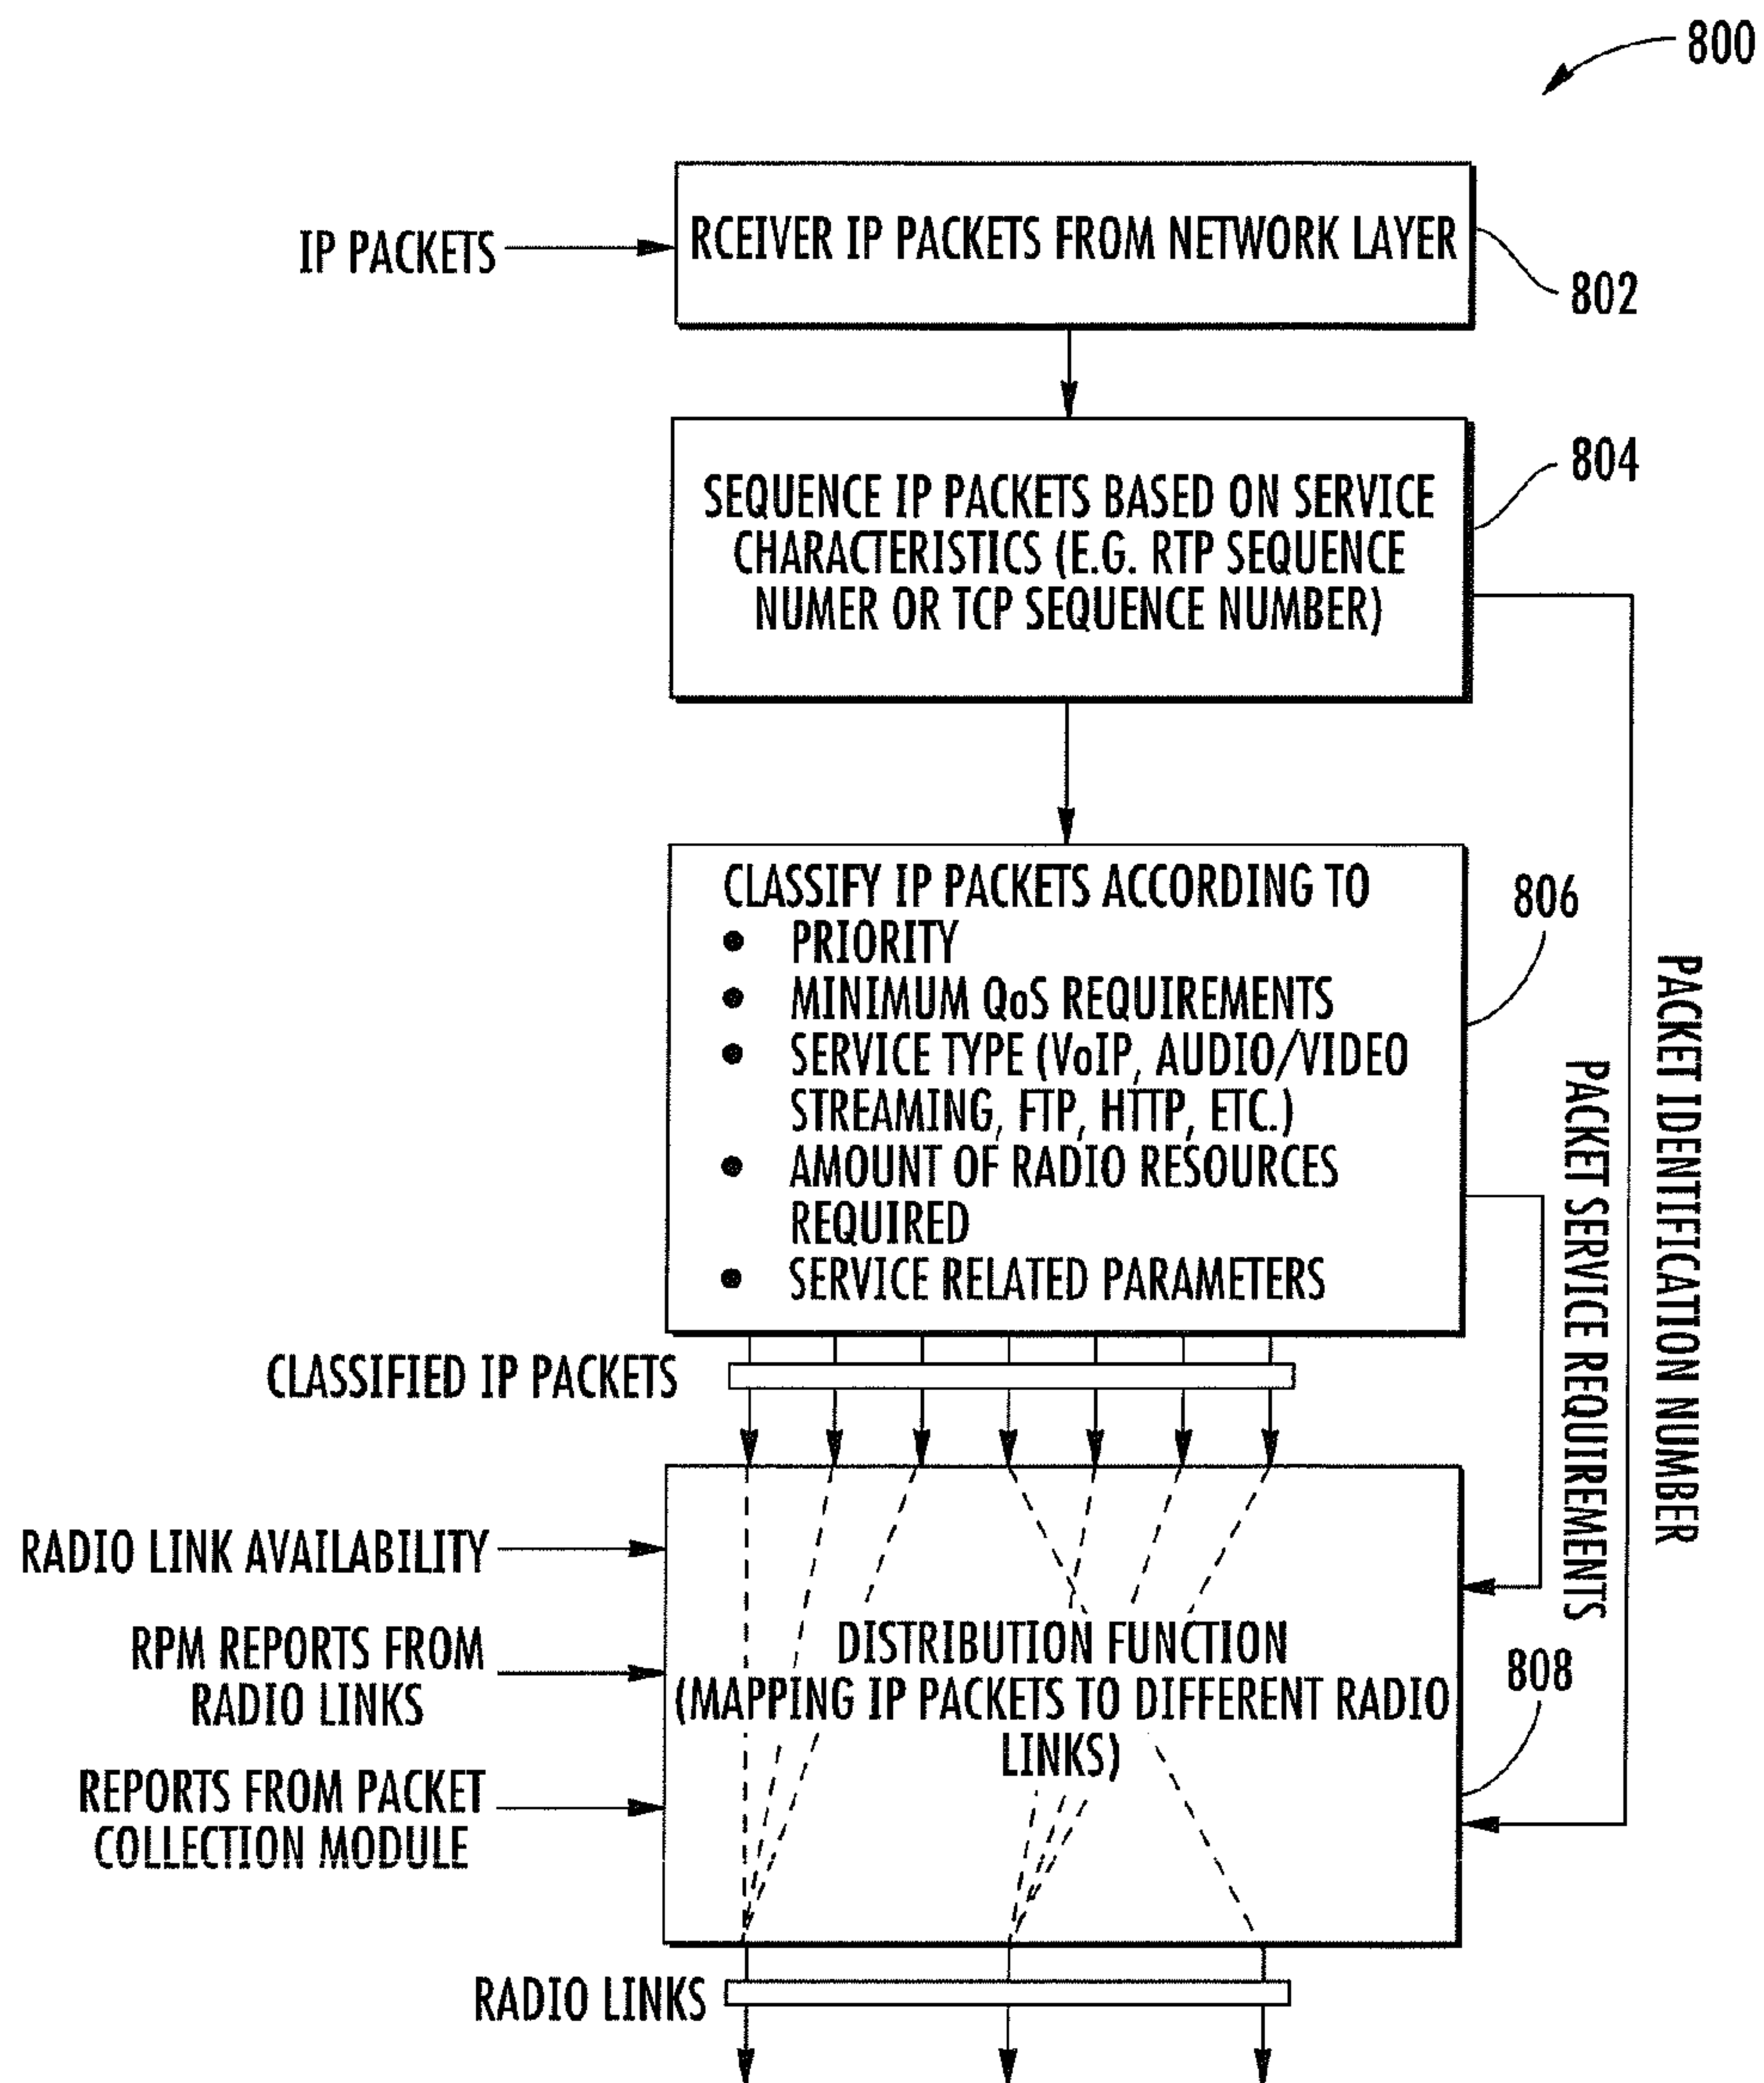 800
IP PACKETS
RCEIVER IP PACKETS FROM NETWORK LAYER
802
804
SEQUENCE IP PACKETS BASED ON SERVICE
CHARACTERISTICS (E.G. RTP SEQUENCE
NUMER OR TCP SEQUENCE NUMBER)
CLASSIFY IP PACKETS ACCORDING TO
• PRIORITY
• MINIMUM QoS REQUIREMENTS
• SERVICE TYPE (VoIP, AUDIO/VIDEO
STREAMING, FTP, HTTP, ETC.)
• AMOUNT OF RADIO RESOURCES
REQUIRED
• SERVICE RELATED PARAMETERS
806
PACKET IDENTIFICATION NUMBER
PACKET SERVICE REQUIREMENTS
CLASSIFIED IP PACKETS
RADIO LINK AVAILABILITY
RPM REPORTS FROM
RADIO LINKS
REPORTS FROM PACKET
COLLECTION MODULE
DISTRIBUTION FUNCTION
(MAPPING IP PACKETS TO DIFFERENT RADIO
LINKS)
808
RADIO LINKS